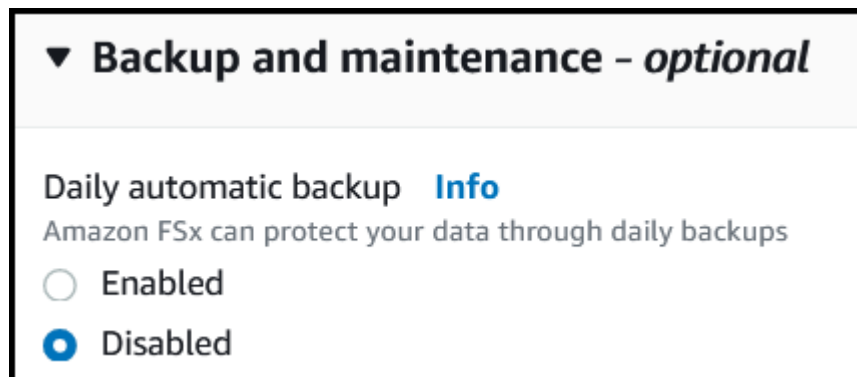 Backup and maintenance - optional
Daily automatic backup Info
Amazon FSx can protect your data through daily backups
Enabled
Disabled